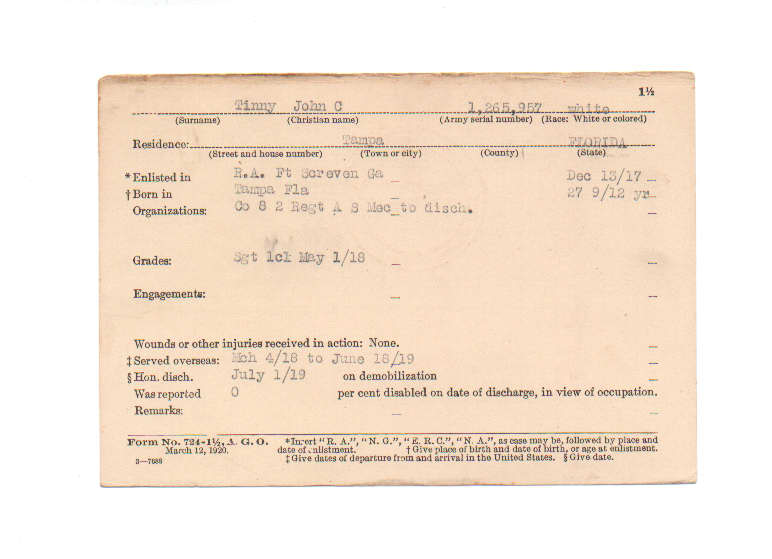 1½
Tinny John C 1,265,957 white
(Surname) (Christian name) (Army serial number) (Race: White or colored)
Residence: Tampa FLORIDA
(Street and house number) (Town or city) (County) (State)
*Enlisted in R.A. Ft Screven Ga Dec 13/17
†Born in Tampa Fla 27 9/12 yr
Organizations: Co 8 2 Regt A S Mec to disch.
Grades: Sgt 1cl May 1/18
Engagements:
Wounds or other injuries received in action: None.
‡Served overseas: Mch 4/18 to June 18/19
§Hon. disch. July 1/19 on demobilization
Was reported 0 per cent disabled on date of discharge, in view of occupation.
Remarks:
Form No. 724-1½, A. G. O. *Insert "R. A.", "N. G.", "E. R. C.", "N. A.", as case may be, followed by place and
March 12, 1920. date of enlistment. †Give place of birth and date of birth, or age at enlistment.
3—7688 ‡Give dates of departure from and arrival in the United States. §Give date.